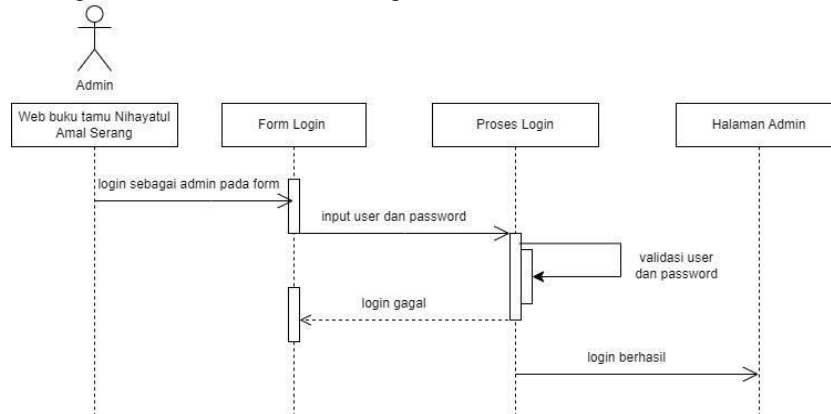 Admin
Web buku tamu Nihayatul
Amal Serang
Form Login
Proses Login
Halaman Admin
login sebagai admin pada form
input user dan password
validasi user
dan password
login gagal
login berhasil